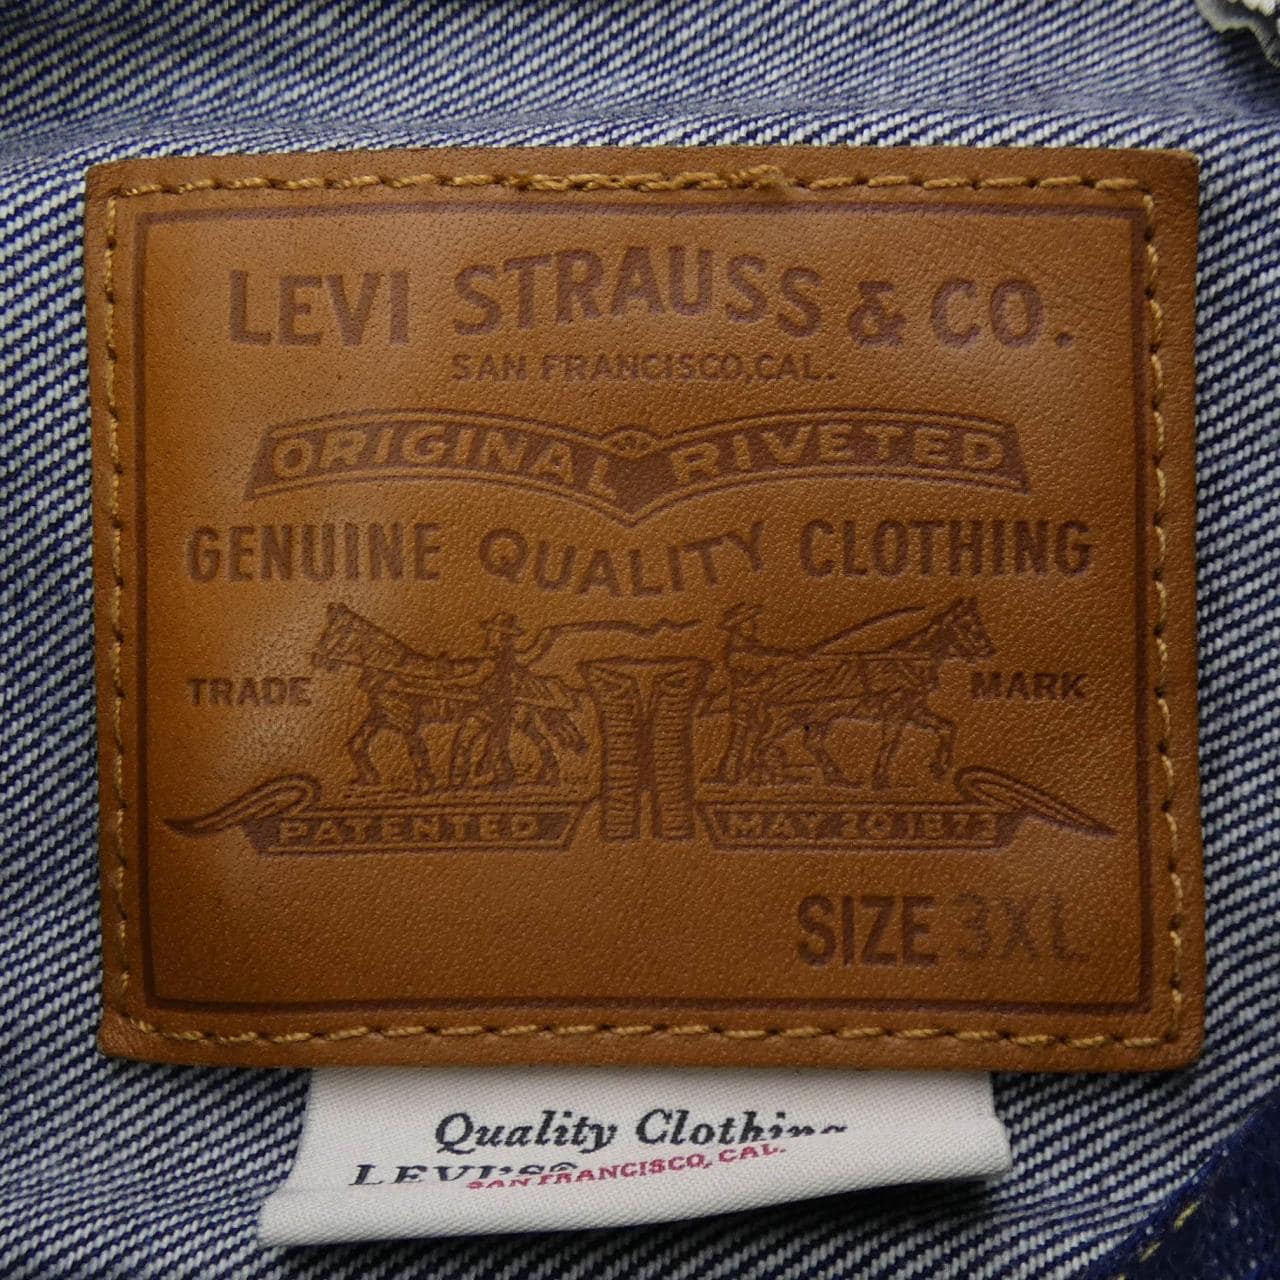 LEVI STRAUSS & CO.
SAN FRANCISCO, CAL.
ORIGINAL RIVETED
GENUINE QUALITY CLOTHING
TRADE MARK
PATENTED MAY 20 1873
SIZE 3XL
Quality Clothing
LEVI'S®
SAN FRANCISCO, CAL.